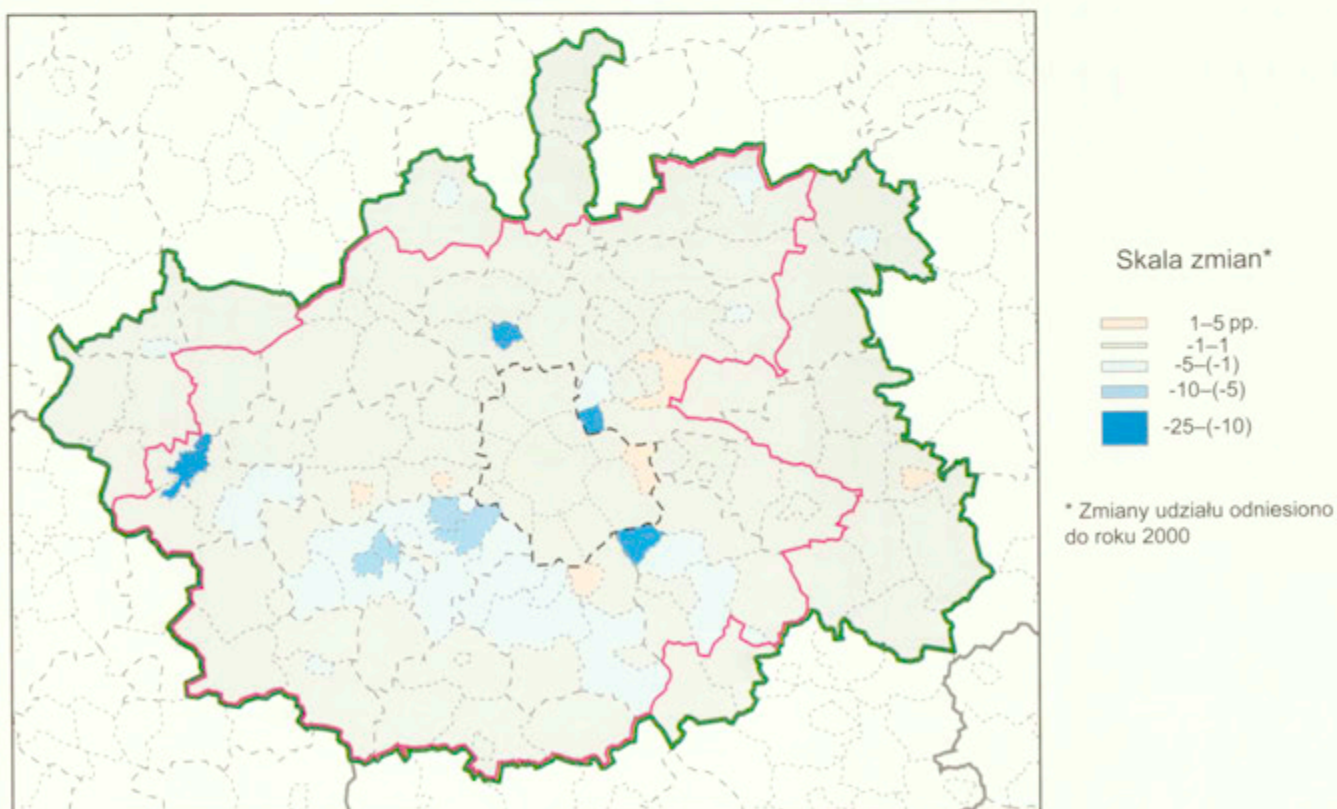 Skala zmian*
1–5 pp.
-1–1
-5–(-1)
-10–(-5)
-25–(-10)
* Zmiany udziału odniesiono
do roku 2000